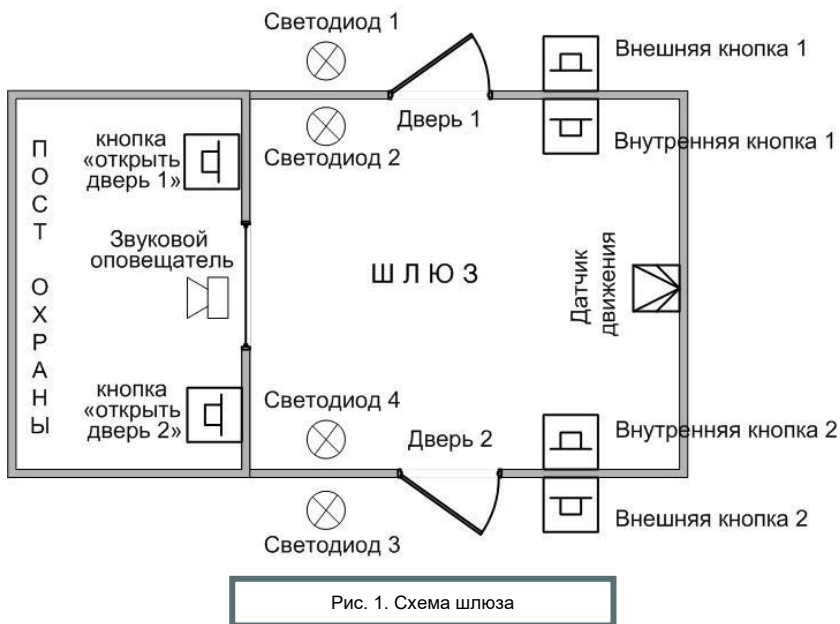 Светодиод 1
Внешняя кнопка 1
Дверь 1
Светодиод 2
Внутренняя кнопка 1
ПОСТ ОХРАНЫ
кнопка
«открыть
дверь 1»
Звуковой
оповещатель
ШЛЮЗ
Датчик
движения
кнопка
«открыть
дверь 2»
Светодиод 4
Дверь 2
Внутренняя кнопка 2
Светодиод 3
Внешняя кнопка 2
Рис. 1. Схема шлюза